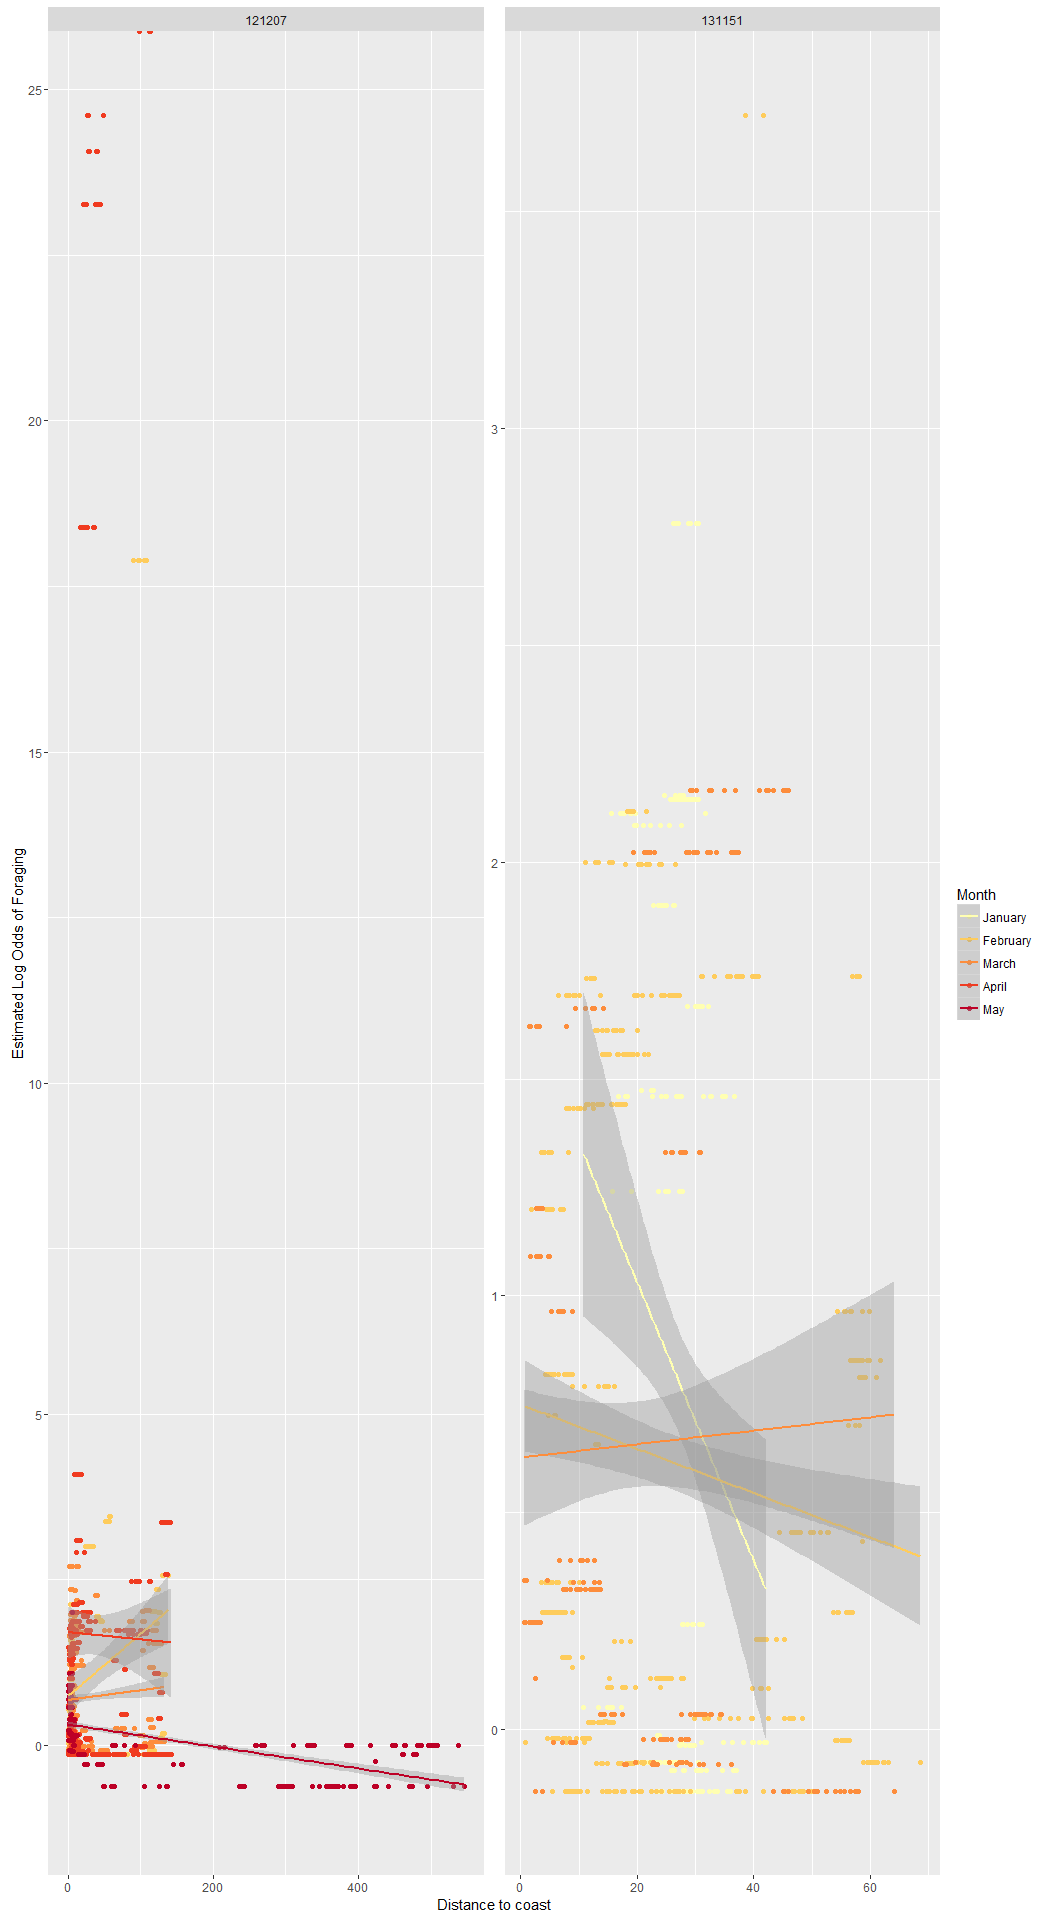 121207
131151
25
20
15
10
5
0
3
2
1
0
Estimated Log Odds of Foraging
0 200 400
0 20 40 60
Distance to coast
Month
January
February
March
April
May